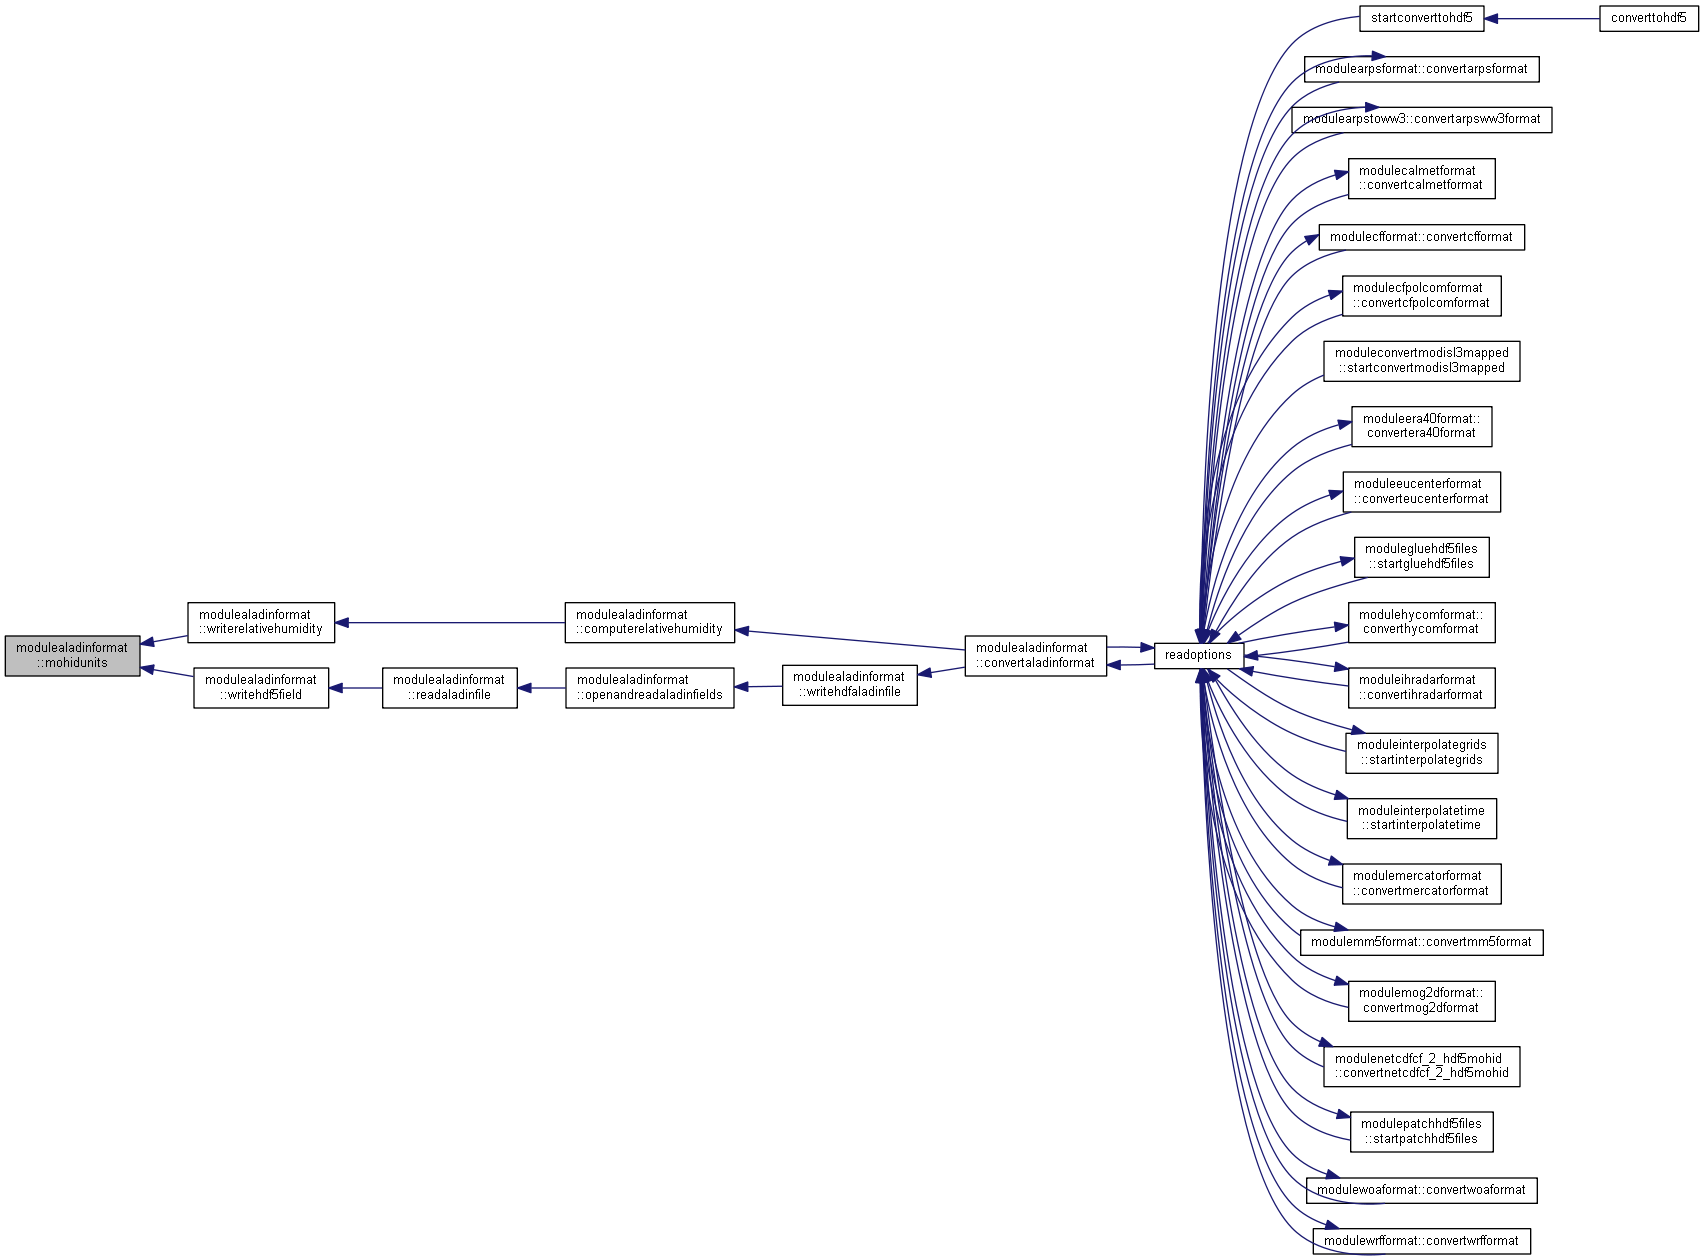 modulealadinformat
::mohidunits
modulealadinformat
::writerelativehumidity
modulealadinformat
::writehdf5field
modulealadinformat
::readaladinfile
modulealadinformat
::computerelativehumidity
modulealadinformat
::openandreadaladinfields
modulealadinformat
::writehdfaladinfile
modulealadinformat
::convertaladinformat
readoptions
startconverttohdf5
converttohdf5
modulearpsformat::convertarpsformat
modulearpstoww3::convertarpsww3format
modulecalmetformat
::convertcalmetformat
modulecfformat::convertcfformat
modulecfpolcomformat
::convertcfpolcomformat
moduleconvertmodisl3mapped
::startconvertmodisl3mapped
moduleera40format::
convertera40format
moduleeucenterformat
::converteucenterformat
modulegluehdf5files
::startgluehdf5files
modulehycomformat::
converthycomformat
moduleihradarformat
::convertihradarformat
moduleinterpolategrids
::startinterpolategrids
moduleinterpolatetime
::startinterpolatetime
modulemercatorformat
::convertmercatorformat
modulemm5format::convertmm5format
modulemog2dformat::
convertmog2dformat
modulenetcdfcf_2_hdf5mohid
::convertnetcdfcf_2_hdf5mohid
modulepatchhdf5files
::startpatchhdf5files
modulewoaformat::convertwoaformat
modulewrfformat::convertwrfformat